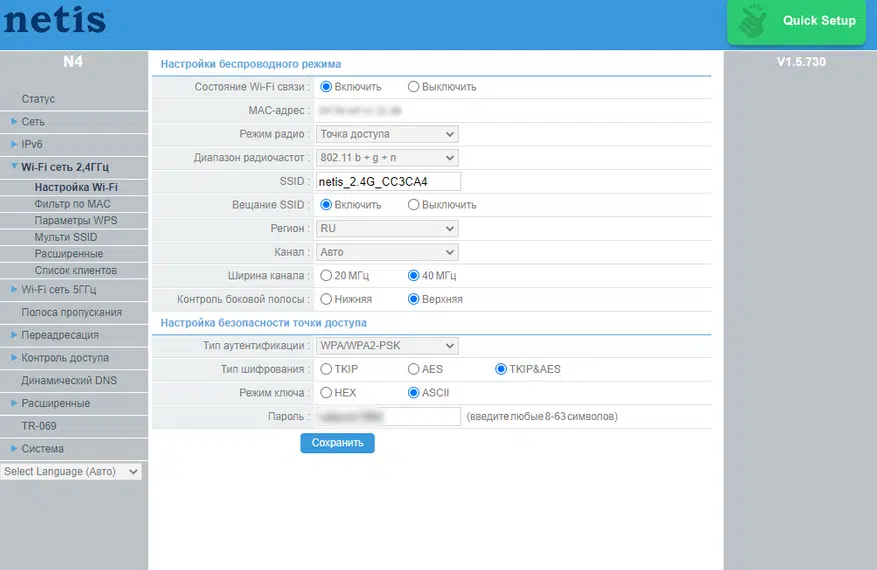 netis
Quick Setup
N4
V1.5.730
Статус
Сеть
IPv6
Wi-Fi сеть 2,4ГГц
Настройка Wi-Fi
Фильтр по MAC
Параметры WPS
Мульти SSID
Расширенные
Список клиентов
Wi-Fi сеть 5ГГц
Полоса пропускания
Переадресация
Контроль доступа
Динамический DNS
Расширенные
TR-069
Система
Select Language (Авто)
Настройки беспроводного режима
Состояние Wi-Fi связи : Включить Выключить
MAC-адрес :
Режим радио : Точка доступа
Диапазон радиочастот : 802.11 b + g + n
SSID : netis_2.4G_CC3CA4
Вещание SSID : Включить Выключить
Регион : RU
Канал : Авто
Ширина канала : 20 МГц 40 МГц
Контроль боковой полосы : Нижняя Верхняя
Настройка безопасности точки доступа
Тип аутентификации : WPA/WPA2-PSK
Тип шифрования : TKIP AES TKIP&AES
Режим ключа : HEX ASCII
Пароль : (введите любые 8-63 символов)
Сохранить